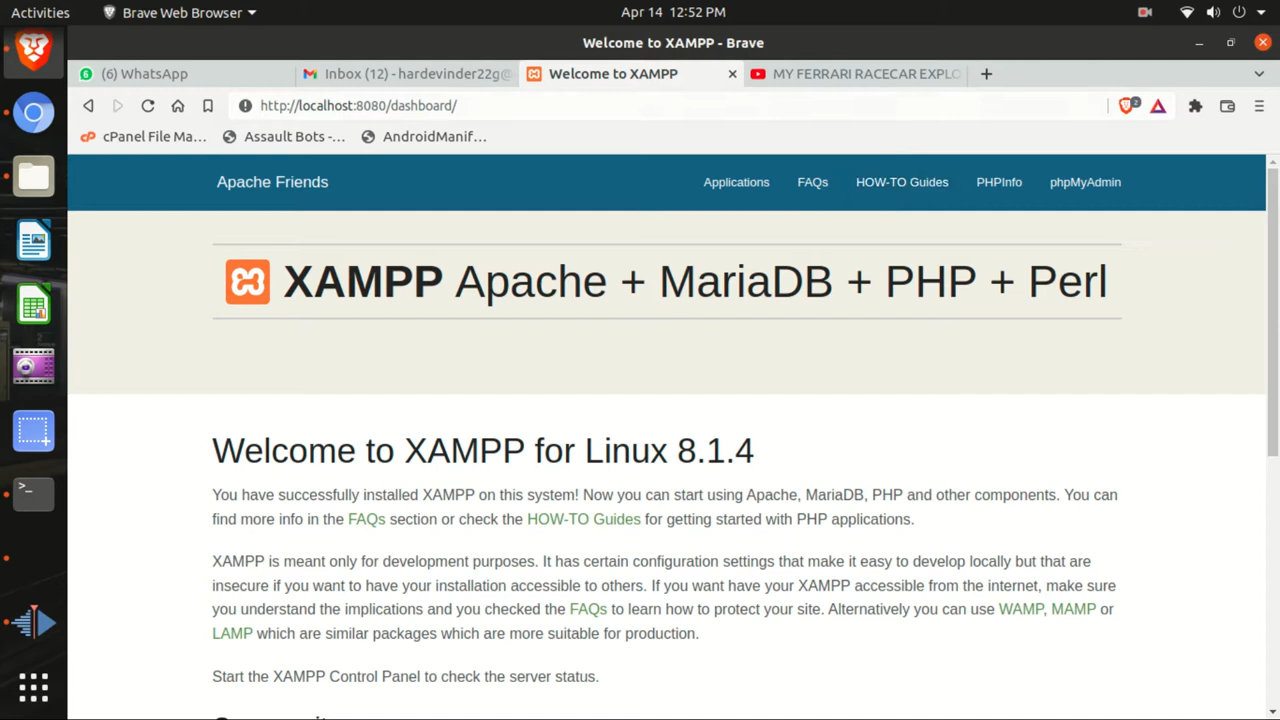 Activities
Brave Web Browser
Apr 14 12:52 PM
Welcome to XAMPP - Brave
(6) WhatsApp
Inbox (12) - hardevinder22g@
Welcome to XAMPP
MY FERRARI RACECAR EXPLO
http://localhost:8080/dashboard/
2
cPanel File Ma...
Assault Bots -...
AndroidManif...
Apache Friends
Applications
FAQs
HOW-TO Guides
PHPInfo
phpMyAdmin
XAMPP Apache + MariaDB + PHP + Perl
Welcome to XAMPP for Linux 8.1.4
You have successfully installed XAMPP on this system! Now you can start using Apache, MariaDB, PHP and other components. You can
find more info in the FAQs section or check the HOW-TO Guides for getting started with PHP applications.
XAMPP is meant only for development purposes. It has certain configuration settings that make it easy to develop locally but that are
insecure if you want to have your installation accessible to others. If you want have your XAMPP accessible from the internet, make sure
you understand the implications and you checked the FAQs to learn how to protect your site. Alternatively you can use WAMP, MAMP or
LAMP which are similar packages which are more suitable for production.
Start the XAMPP Control Panel to check the server status.